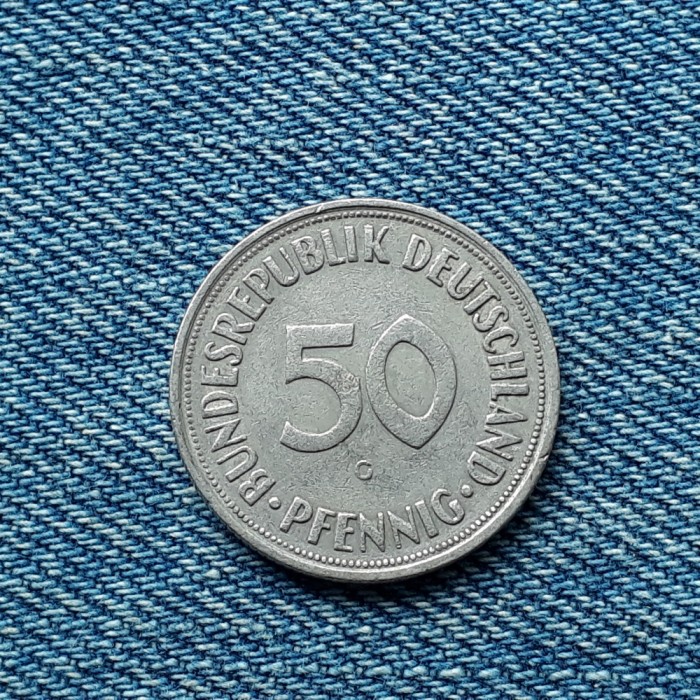 BUNDESREPUBLIK DEUTSCHLAND
50
G
· PFENNIG ·